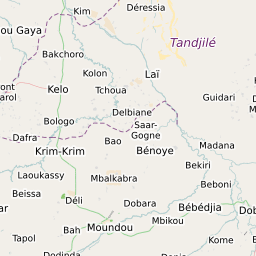 Kim
Déressia
ou Gaya
Tandjilé
Bakchoro
Kolon
Laï
Kelo
Tchoua
Guidari
Delbiane
Bologo
Saar-
Gogne
Dafra
Bao
Madana
Krim-Krim
Bénoye
Bekiri
Laoukassy
Mbalkabra
Beboni
Beissa
Déli
Dobara
Bébédjia
Mbikou
Bah
Moundou
Tapol
Kome